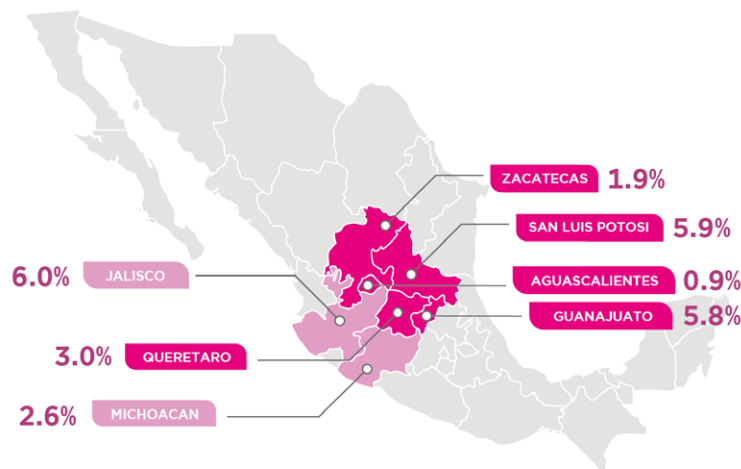 ZACATECAS 1.9%
SAN LUIS POTOSI 5.9%
6.0% JALISCO
AGUASCALIENTES 0.9%
GUANAJUATO 5.8%
3.0% QUERETARO
2.6% MICHOACAN